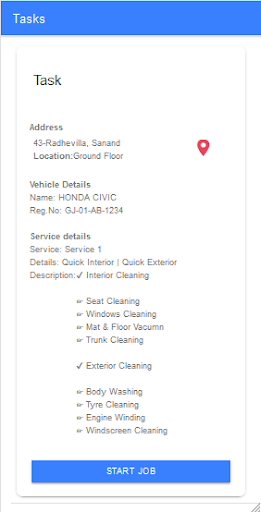 Tasks
Task
Address
43-Radhevilla, Sanand
Location:Ground Floor
Vehicle Details
Name: HONDA CIVIC
Reg.No: GJ-01-AB-1234
Service details
Service: Service 1
Details: Quick Interior | Quick Exterior
Description:✓ Interior Cleaning
☞ Seat Cleaning
☞ Windows Cleaning
☞ Mat & Floor Vacumn
☞ Trunk Cleaning
✓ Exterior Cleaning
☞ Body Washing
☞ Tyre Cleaning
☞ Engine Winding
☞ Windscreen Cleaning
START JOB